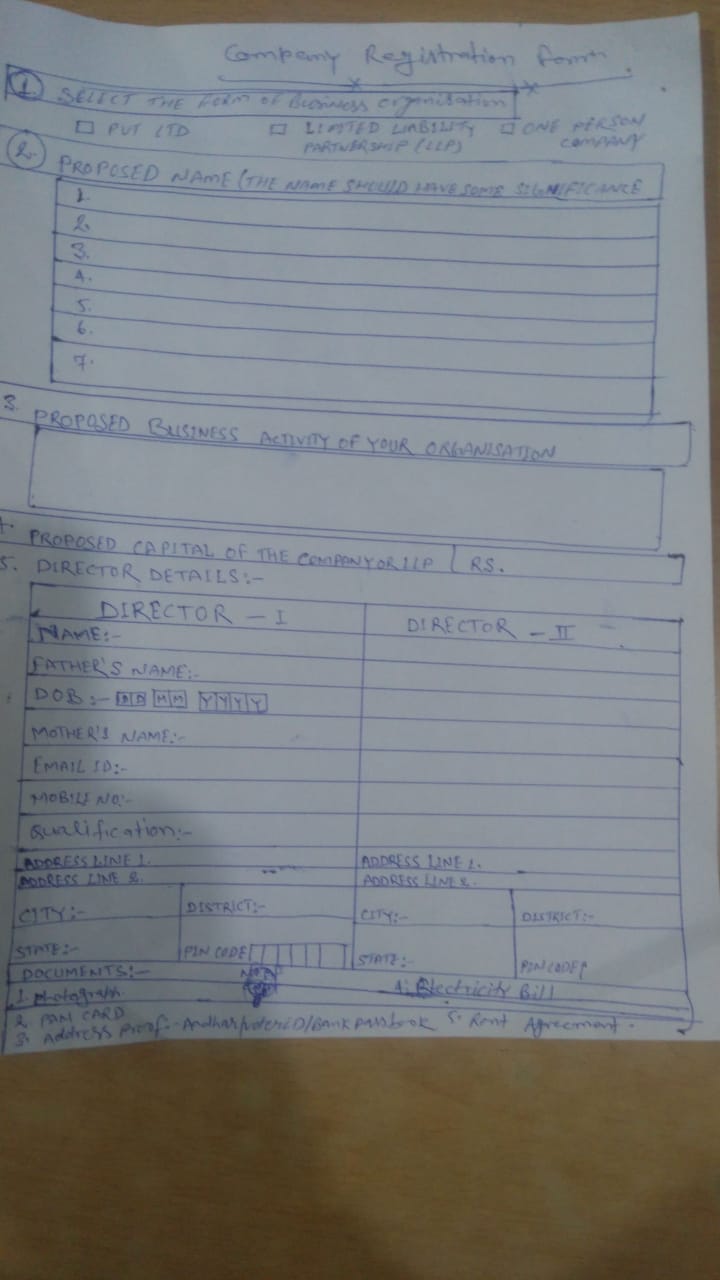 Company Registration Form
1 SELECT THE FORM OF Business organisation
PVT LTD LIMITED LIABILITY PARTNERSHIP (LLP) ONE PERSON COMPANY
2. PROPOSED NAME (THE NAME SHOULD HAVE SOME SIGNIFICANCE
1.
2.
3.
4.
5.
6.
7.
3. PROPOSED BUSINESS ACTIVITY OF YOUR ORGANISATION
4. PROPOSED CAPITAL OF THE COMPANY OR LLP RS.
5. DIRECTOR DETAILS:-
DIRECTOR - I DIRECTOR - II
NAME:-
FATHER'S NAME:-
DOB:- DD MM YYYY
MOTHER'S NAME:-
EMAIL ID:-
MOBILE NO:-
Qualification:-
ADDRESS LINE 1. ADDRESS LINE 1.
ADDRESS LINE 2. ADDRESS LINE 2.
CITY:- DISTRICT:- CITY:- DISTRICT:-
STATE:- PIN CODE STATE:- PIN CODE
DOCUMENTS:-
1. photograph 4. Electricity Bill
2. PAN CARD
3. Address Proof:- Aadhar/voter iD/Bank passbook 5. Rent Agreement.